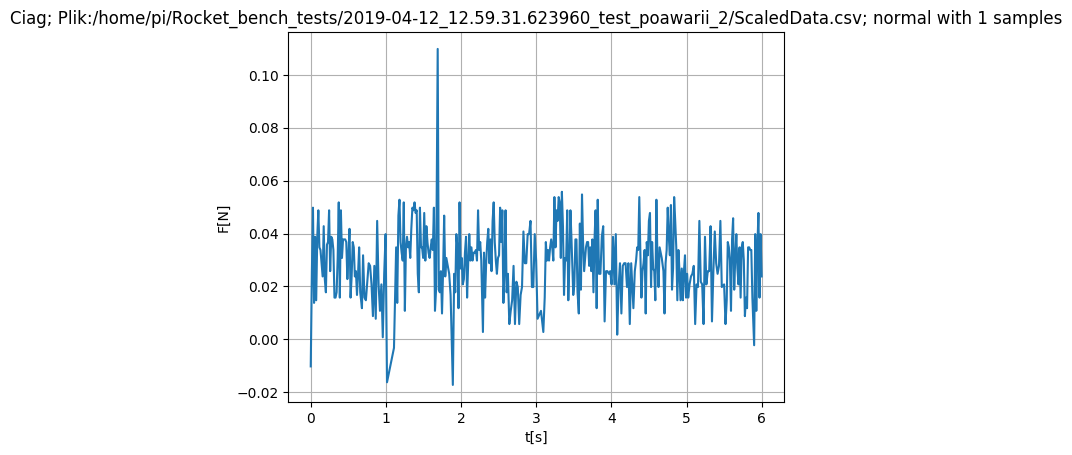 Ciag; Plik:/home/pi/Rocket_bench_tests/2019-04-12_12.59.31.623960_test_poawarii_2/ScaledData.csv; normal with 1 samples
0.10
0.08
0.06
0.04
0.02
0.00
−0.02
F[N]
0 1 2 3 4 5 6
t[s]